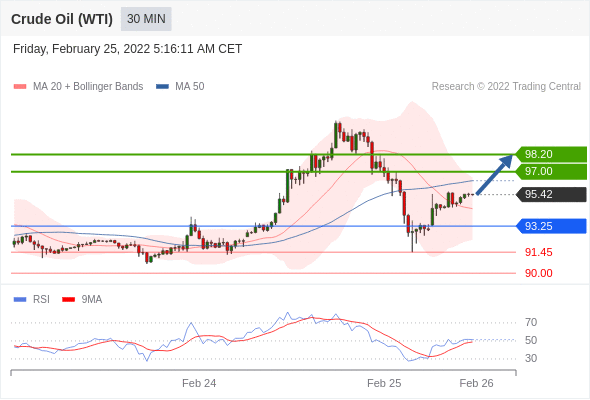 Crude Oil (WTI) 30 MIN
Friday, February 25, 2022 5:16:11 AM CET
MA 20 + Bollinger Bands MA 50 Research © 2022 Trading Central
98.20
97.00
95.42
93.25
91.45
90.00
RSI 9MA
70
50
30
Feb 24 Feb 25 Feb 26